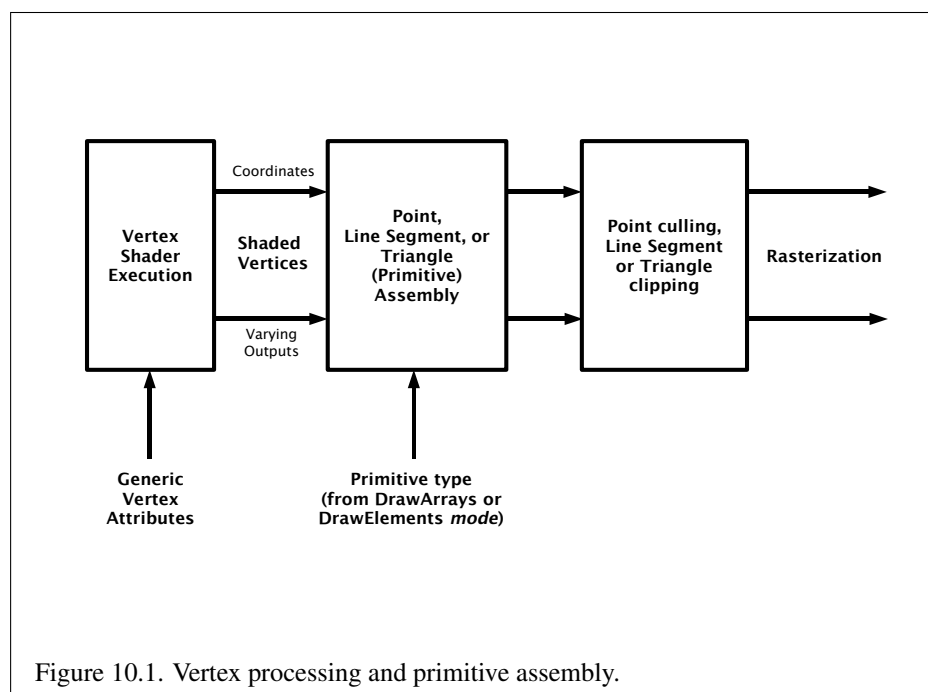 Coordinates
Vertex
Shader
Execution
Shaded
Vertices
Varying
Outputs
Point,
Line Segment, or
Triangle
(Primitive)
Assembly
Point culling,
Line Segment
or Triangle
clipping
Rasterization
Generic
Vertex
Attributes
Primitive type
(from DrawArrays or
DrawElements mode)
Figure 10.1. Vertex processing and primitive assembly.